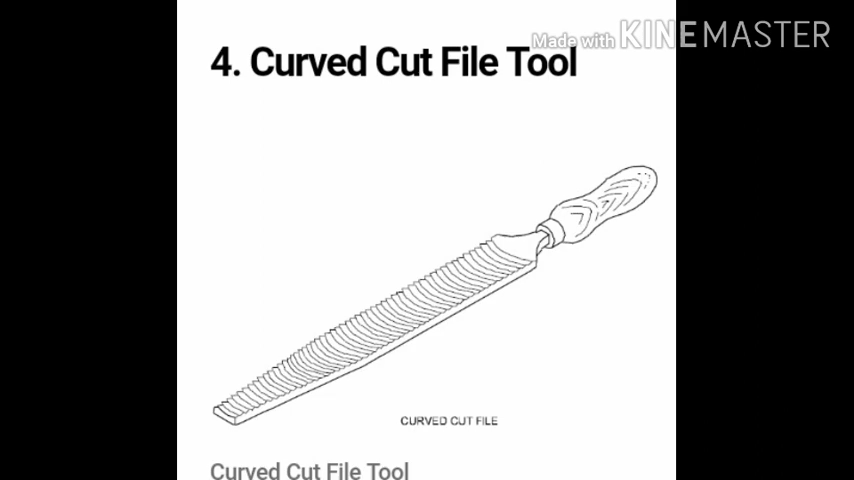 Made with KINEMASTER
4. Curved Cut File Tool
CURVED CUT FILE
Curved Cut File Tool